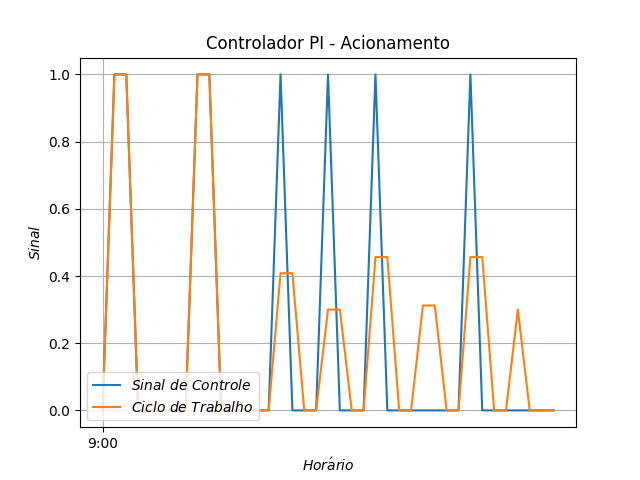 Controlador PI - Acionamento
1.0
0.8
0.6
0.4
0.2
0.0
Sinal
Sinal de Controle
Ciclo de Trabalho
9:00
Horário